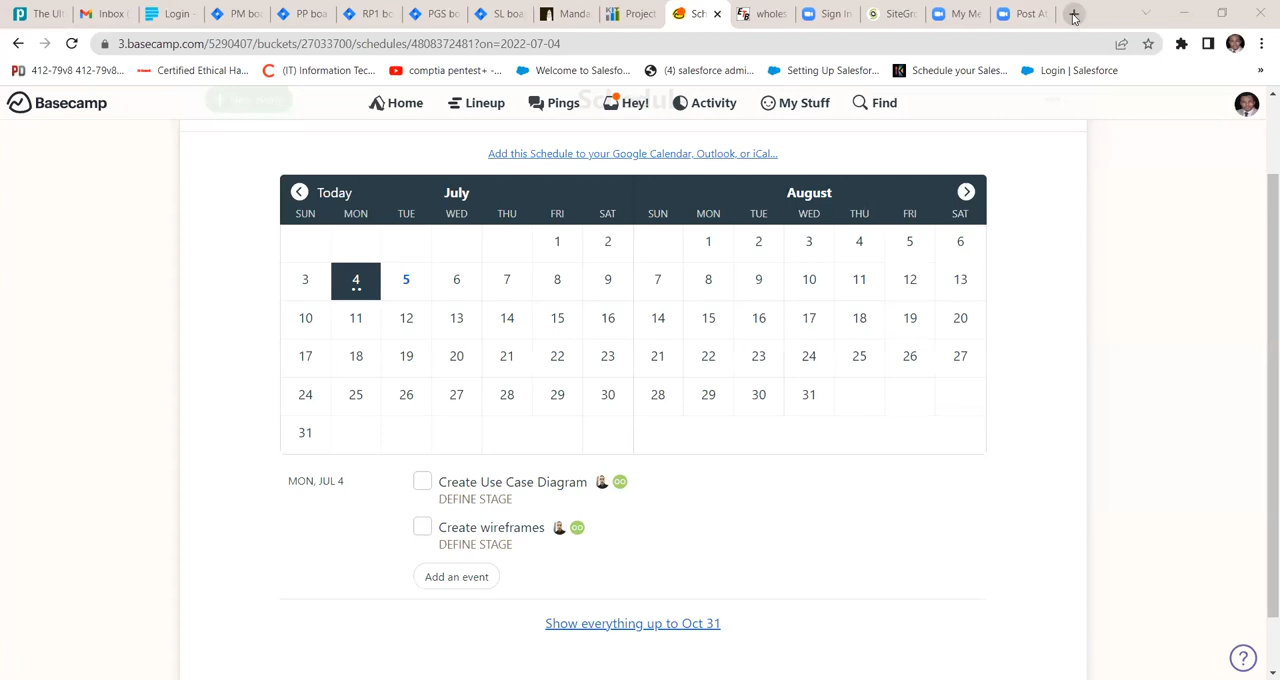 The Ul
Inbox (
Login -
PM bo
PP boa
RP1 bo
PGS bo
SL boa
Manda
Project
Sch
wholes
Sign In
SiteGro
My Me
Post At
3.basecamp.com/5290407/buckets/27033700/schedules/4808372481?n=2022-07-04
412-79v8 412-79v8...
Certified Ethical Ha...
(IT) Information Tec...
comptia pentest+ -...
Welcome to Salesfo...
(4) salesforce admi...
Setting Up Salesfor...
Schedule your Sales...
Login | Salesforce
»
Basecamp
Home
Lineup
Pings
Hey!
Activity
My Stuff
Find
Add this Schedule to your Google Calendar, Outlook, or iCal...
Today July August
SUN MON TUE WED THU FRI SAT SUN MON TUE WED THU FRI SAT
1 2 1 2 3 4 5 6
3 4 5 6 7 8 9 7 8 9 10 11 12 13
10 11 12 13 14 15 16 14 15 16 17 18 19 20
17 18 19 20 21 22 23 21 22 23 24 25 26 27
24 25 26 27 28 29 30 28 29 30 31
31
MON, JUL 4
Create Use Case Diagram OO
DEFINE STAGE
Create wireframes OO
DEFINE STAGE
Add an event
Show everything up to Oct 31
?